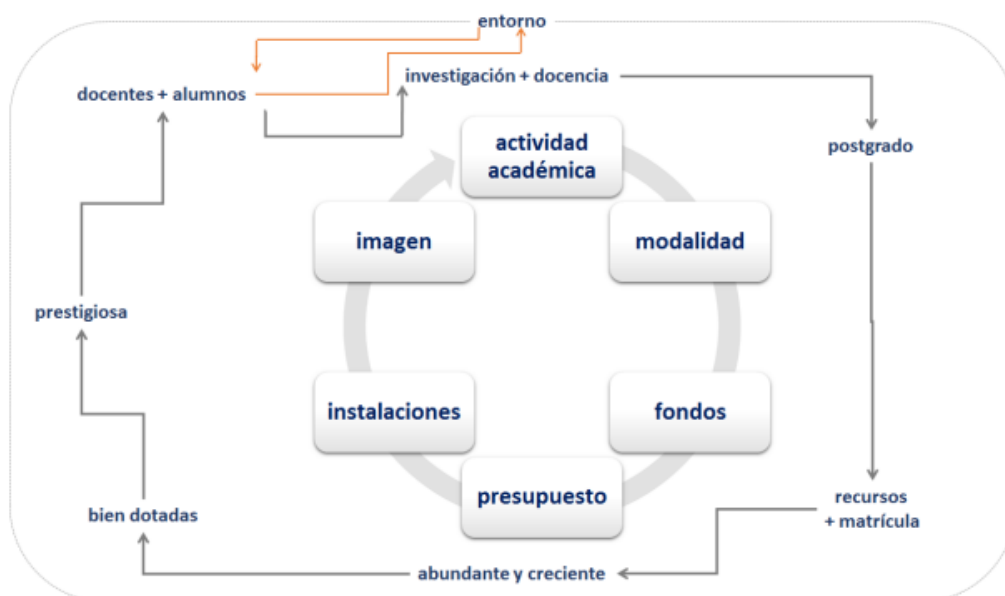 entorno
investigación + docencia
docentes + alumnos
actividad
académica
postgrado
imagen
modalidad
prestigiosa
instalaciones
fondos
presupuesto
recursos
+ matrícula
bien dotadas
abundante y creciente